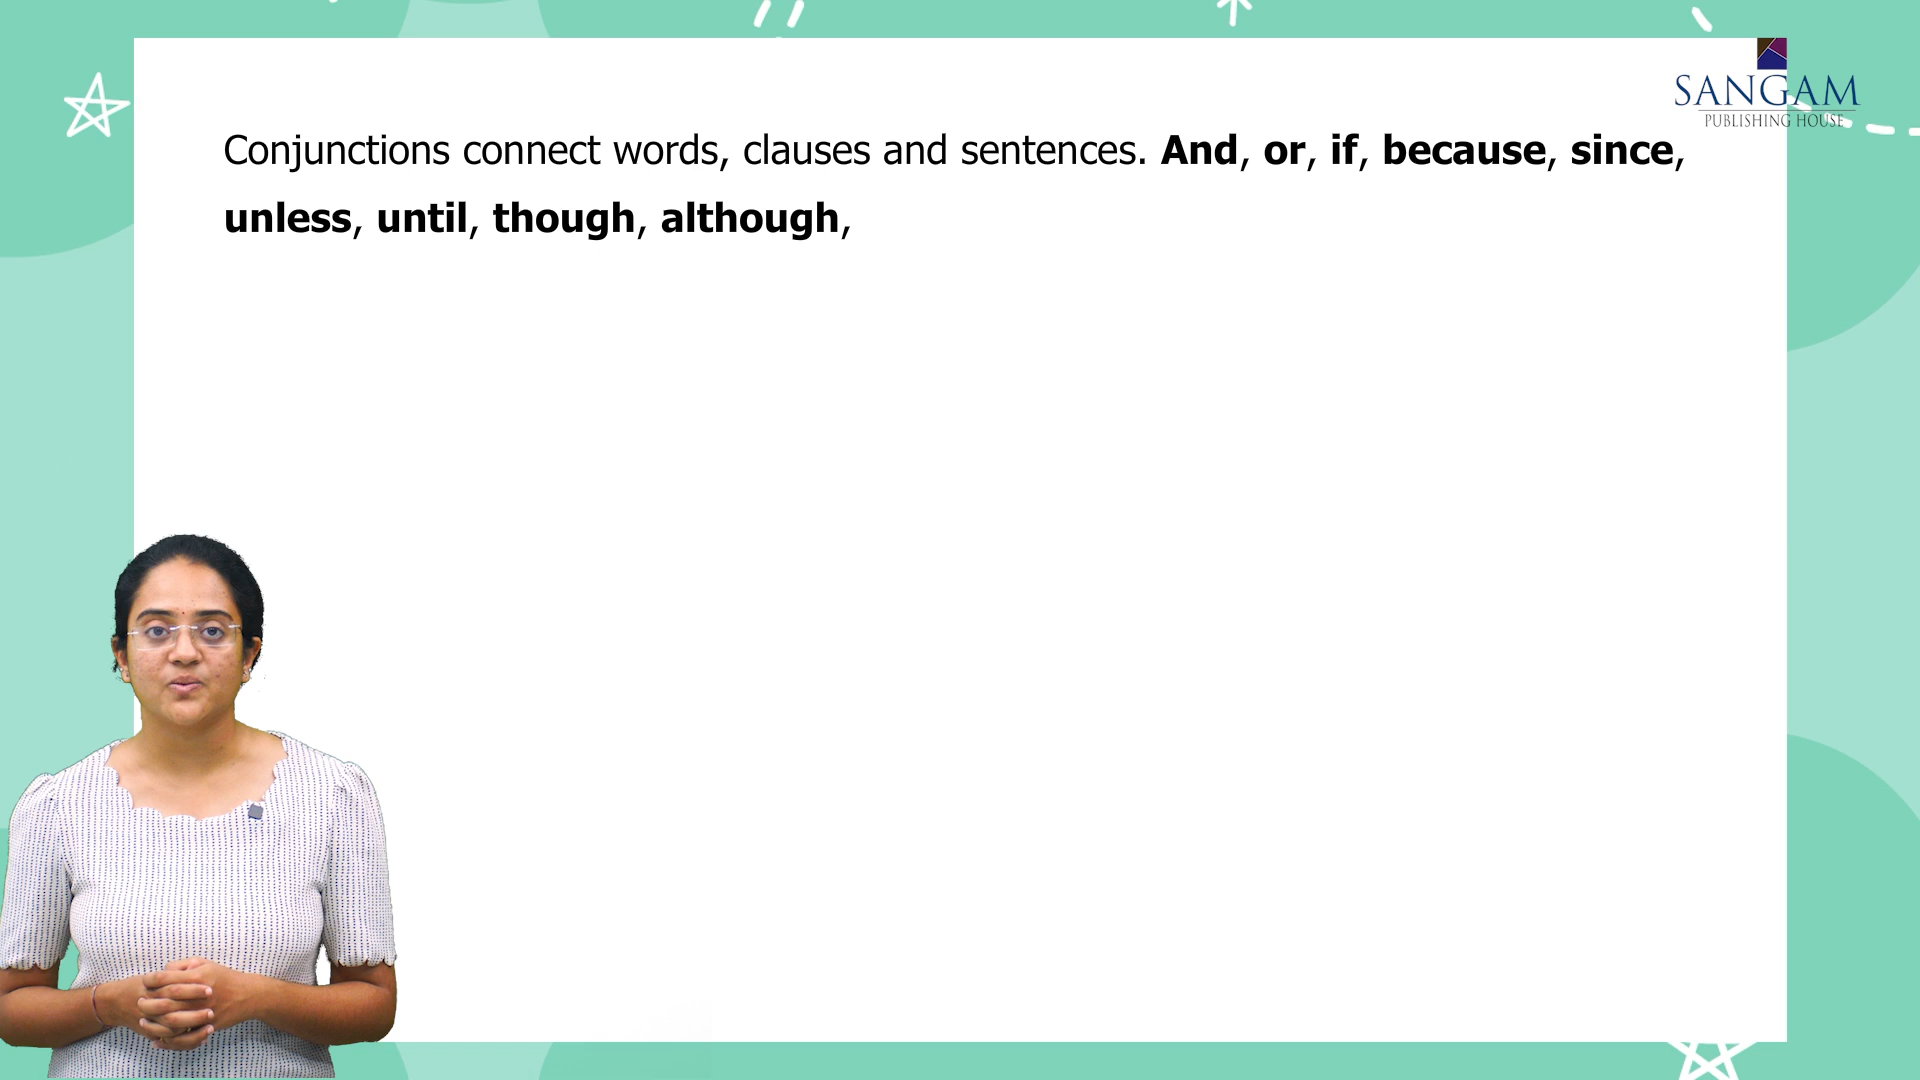 SANGAM
PUBLISHING HOUSE
Conjunctions connect words, clauses and sentences. And, or, if, because, since,
unless, until, though, although,